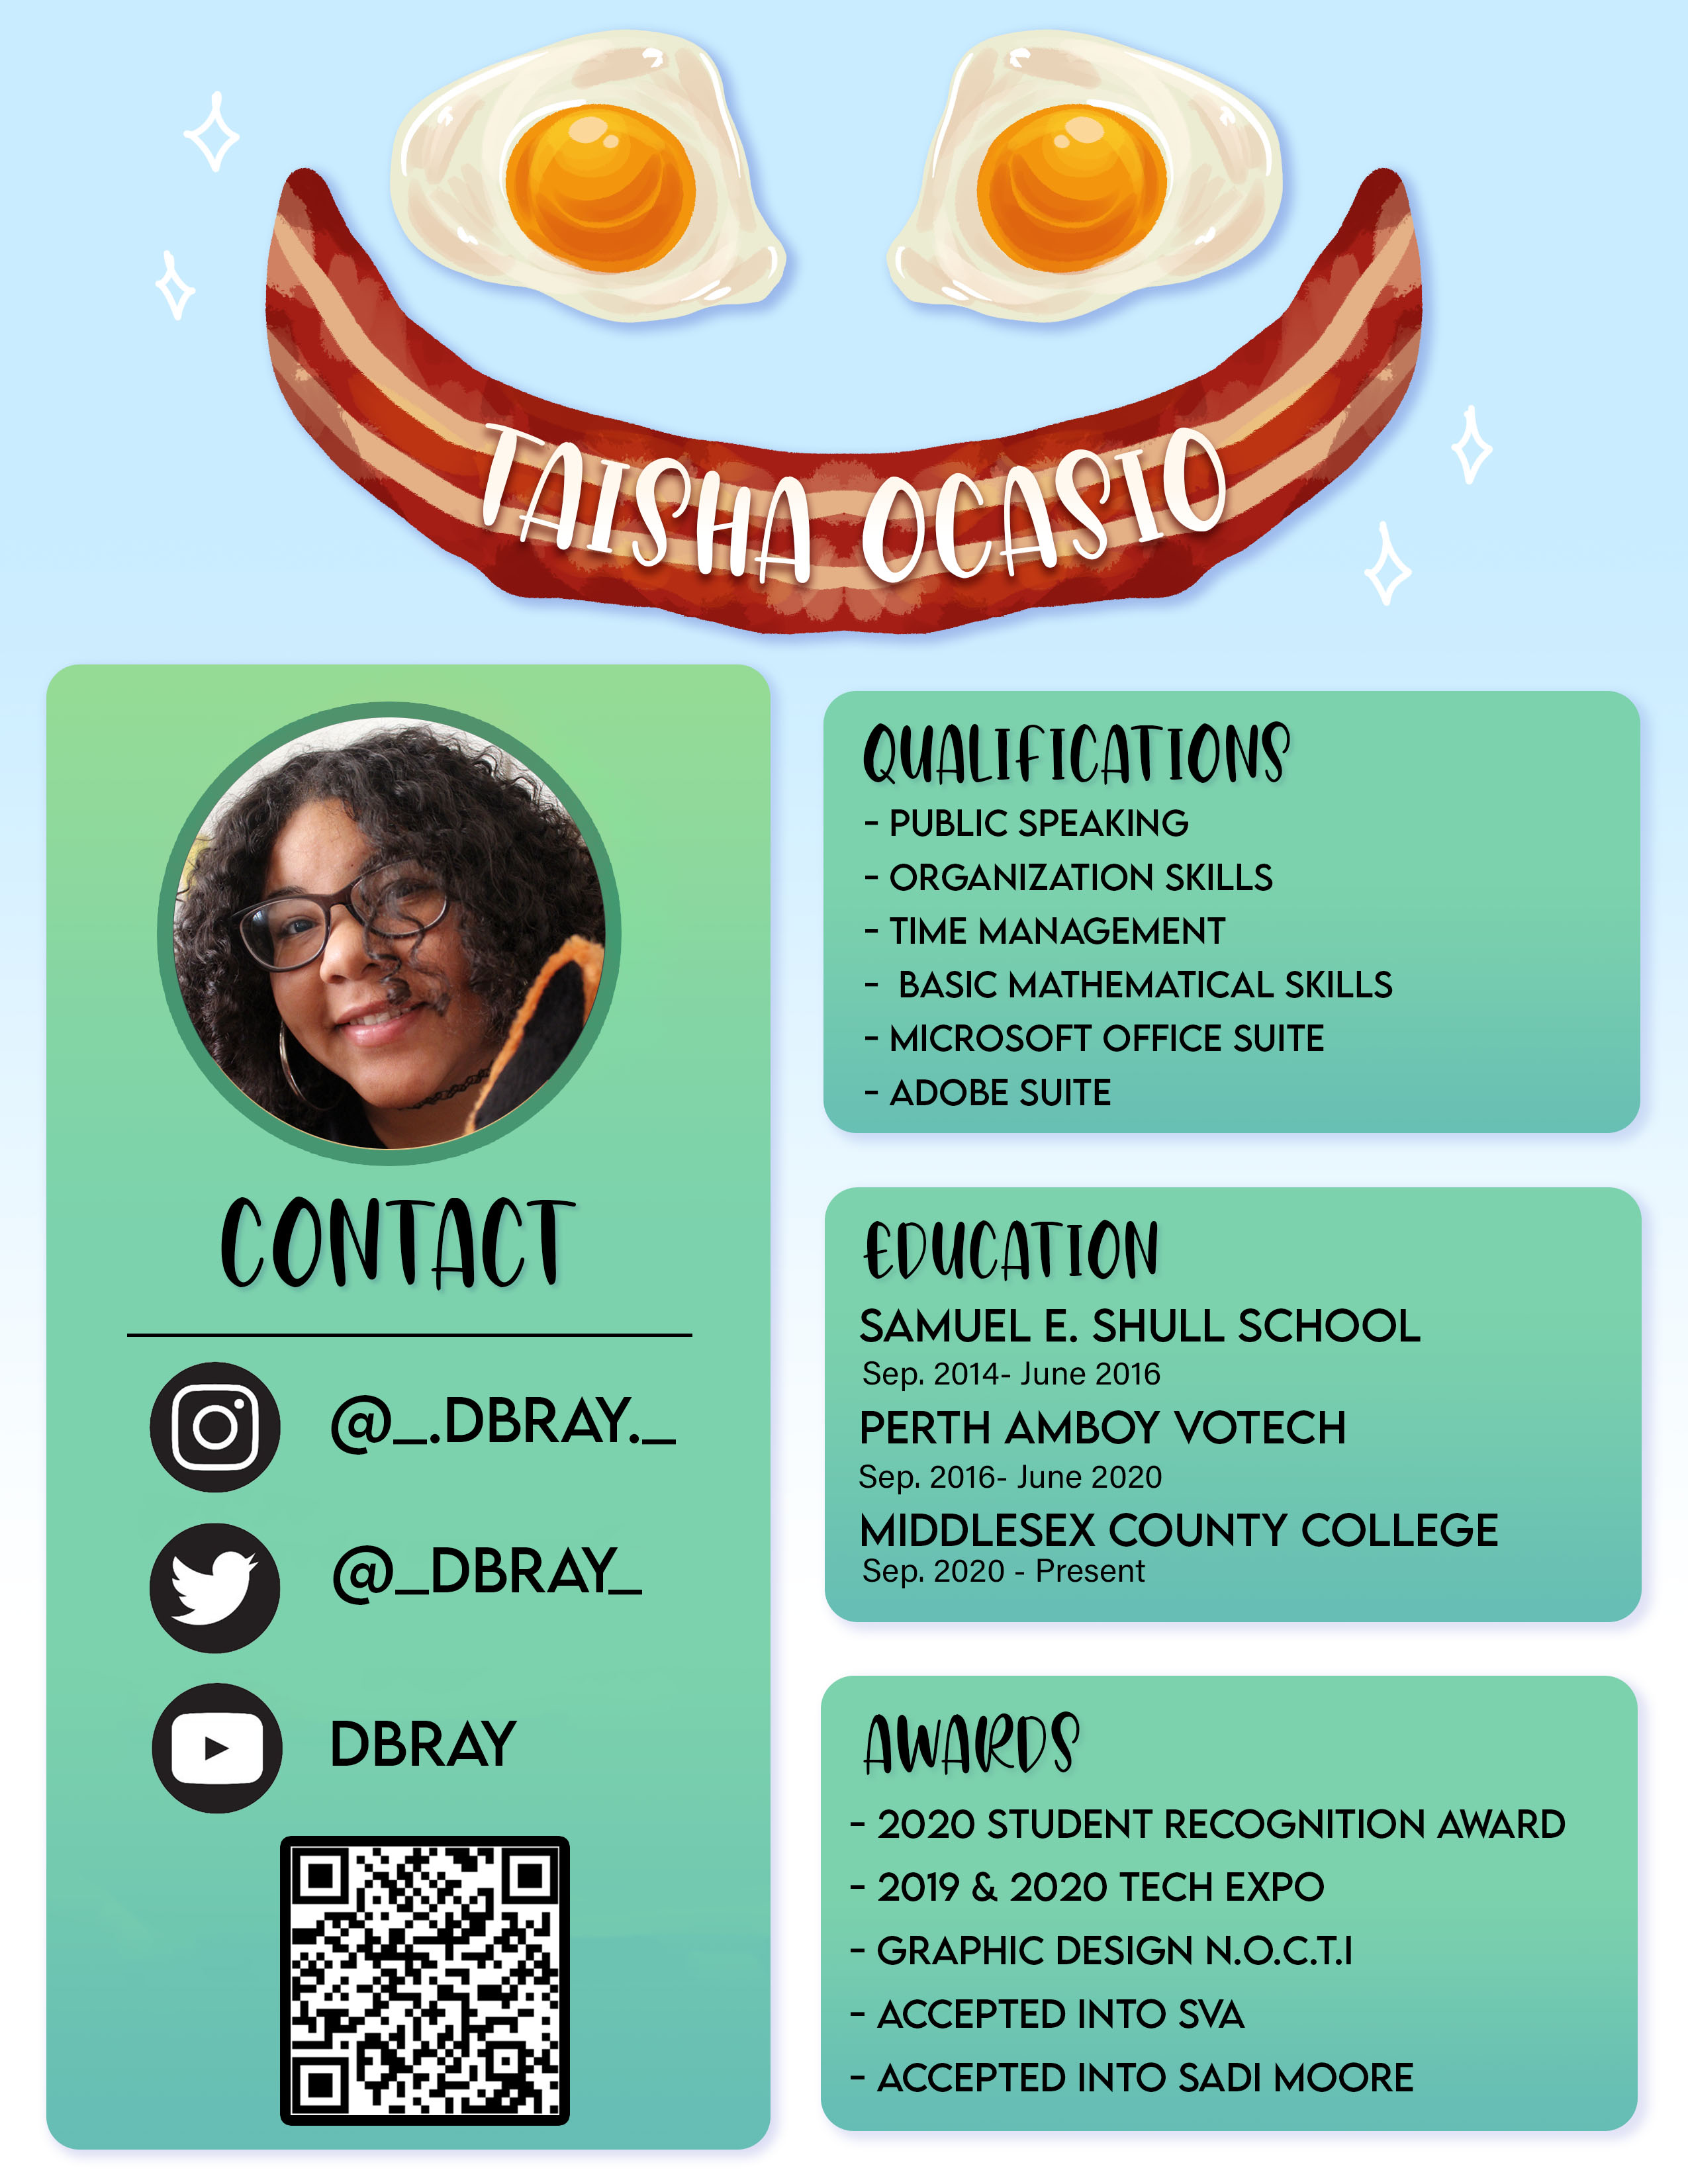 TAISHA OCASIO
CONTACT
@_.DBRAY._
@_DBRAY_
DBRAY
QUALIFICATIONS
- PUBLIC SPEAKING
- ORGANIZATION SKILLS
- TIME MANAGEMENT
- BASIC MATHEMATICAL SKILLS
- MICROSOFT OFFICE SUITE
- ADOBE SUITE
EDUCATION
SAMUEL E. SHULL SCHOOL
Sep. 2014- June 2016
PERTH AMBOY VOTECH
Sep. 2016- June 2020
MIDDLESEX COUNTY COLLEGE
Sep. 2020 - Present
AWARDS
- 2020 STUDENT RECOGNITION AWARD
- 2019 & 2020 TECH EXPO
- GRAPHIC DESIGN N.O.C.T.I
- ACCEPTED INTO SVA
- ACCEPTED INTO SADI MOORE